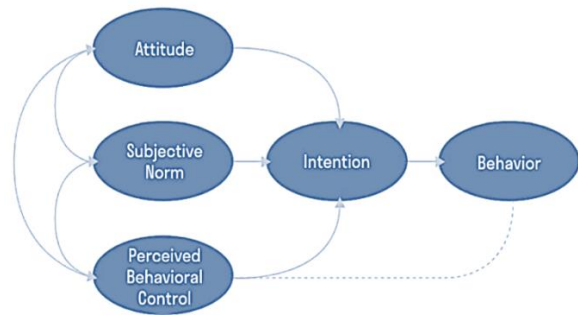 Attitude
Subjective
Norm
Intention
Behavior
Perceived
Behavioral
Control